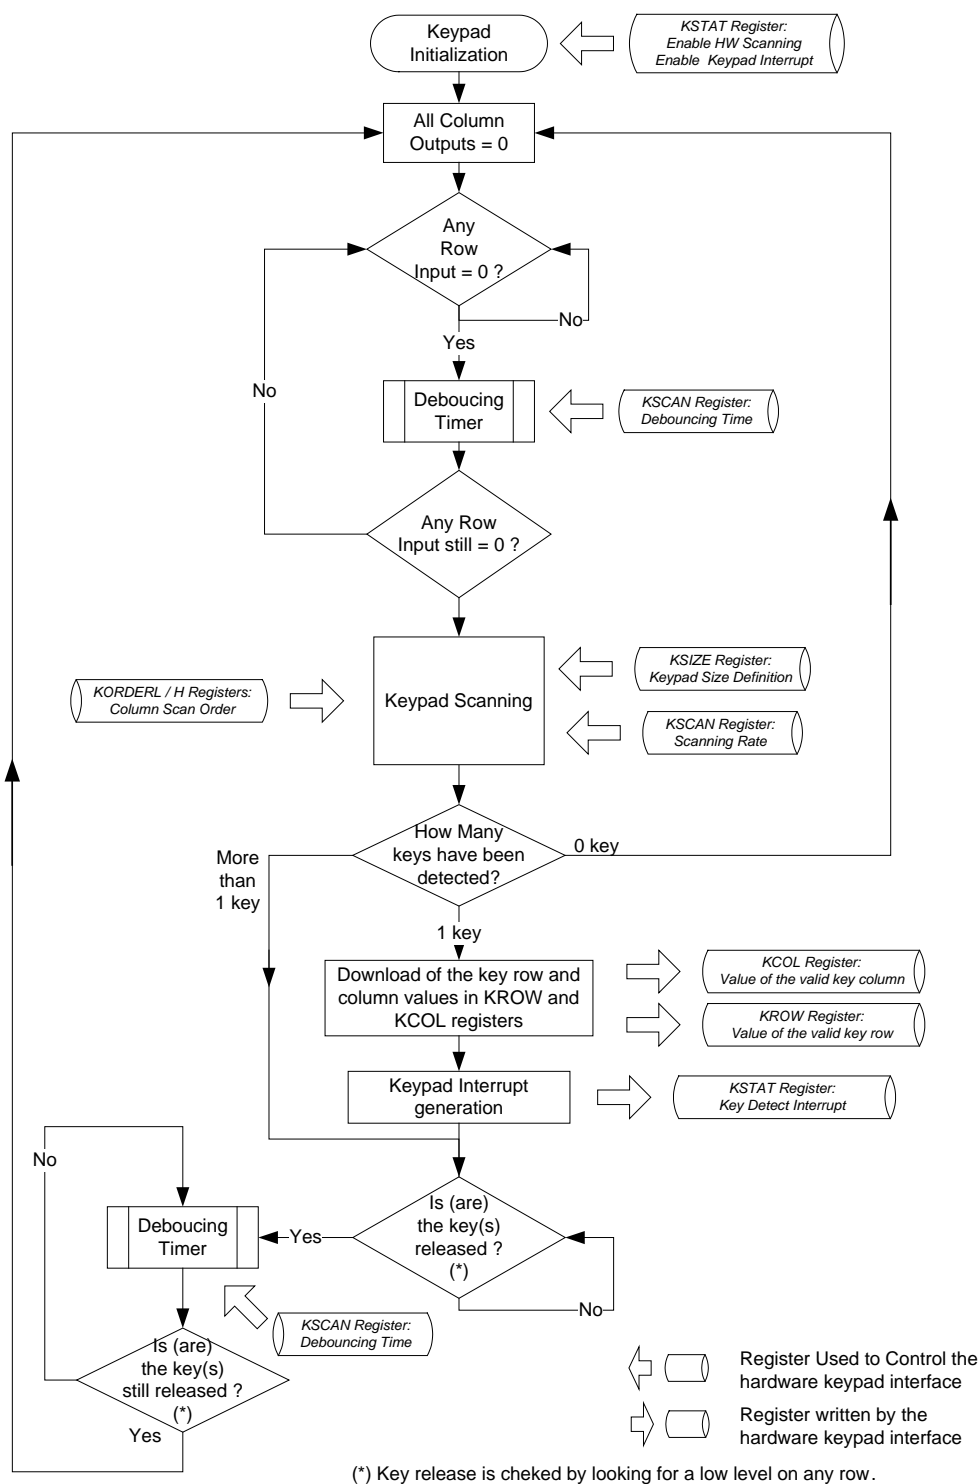 Keypad
Initialization
KSTAT Register:
Enable HW Scanning
Enable Keypad Interrupt
All Column
Outputs = 0
Any
Row
Input = 0 ?
No
Yes
No
Deboucing
Timer
KSCAN Register:
Debouncing Time
Any Row
Input still = 0 ?
KORDERL / H Registers:
Column Scan Order
Keypad Scanning
KSIZE Register:
Keypad Size Definition
KSCAN Register:
Scanning Rate
How Many
keys have been
detected?
0 key
More
than
1 key
1 key
Download of the key row and
column values in KROW and
KCOL registers
KCOL Register:
Value of the valid key column
KROW Register:
Value of the valid key row
Keypad Interrupt
generation
KSTAT Register:
Key Detect Interrupt
No
Is (are)
the key(s)
released ?
(*)
Yes
No
Deboucing
Timer
KSCAN Register:
Debouncing Time
Is (are)
the key(s)
still released ?
(*)
Yes
Register Used to Control the
hardware keypad interface
Register written by the
hardware keypad interface
(*) Key release is cheked by looking for a low level on any row.